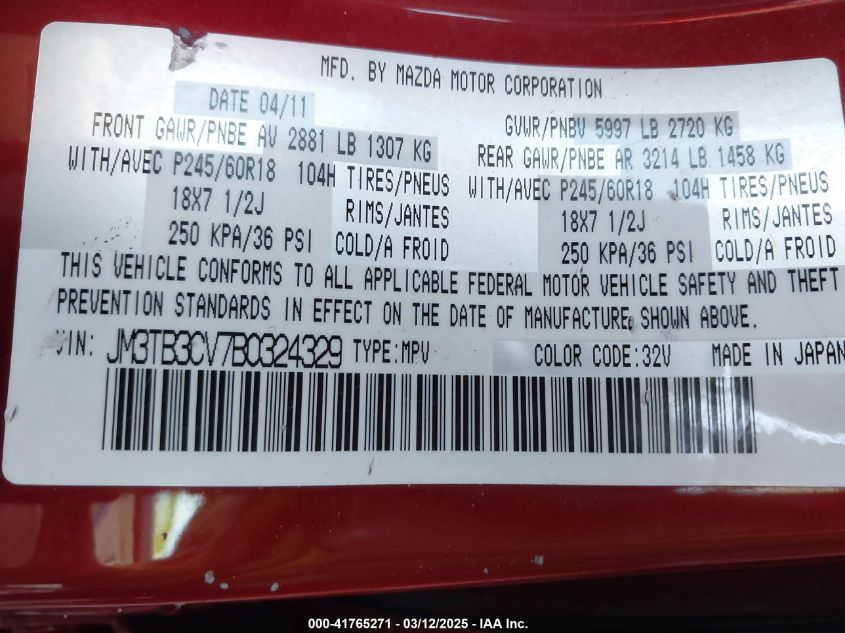 MFD. BY MAZDA MOTOR CORPORATION
DATE 04/11 GVWR/PNBV 5997 LB 2720 KG
FRONT GAWR/PNBE AV 2881 LB 1307 KG REAR GAWR/PNBE AR 3214 LB 1458 KG
WITH/AVEC P245/60R18 104H TIRES/PNEUS WITH/AVEC P245/60R18 104H TIRES/PNEUS
18X7 1/2J RIMS/JANTES 18X7 1/2J RIMS/JANTES
250 KPA/36 PSI COLD/A FROID 250 KPA/36 PSI COLD/A FROID
THIS VEHICLE CONFORMS TO ALL APPLICABLE FEDERAL MOTOR VEHICLE SAFETY AND THEFT
PREVENTION STANDARDS IN EFFECT ON THE DATE OF MANUFACTURE SHOWN ABOVE.
VIN: JM3TB3CV7B0324329 TYPE:MPV COLOR CODE:32V MADE IN JAPAN
000-41765271 - 03/12/2025 - IAA Inc.